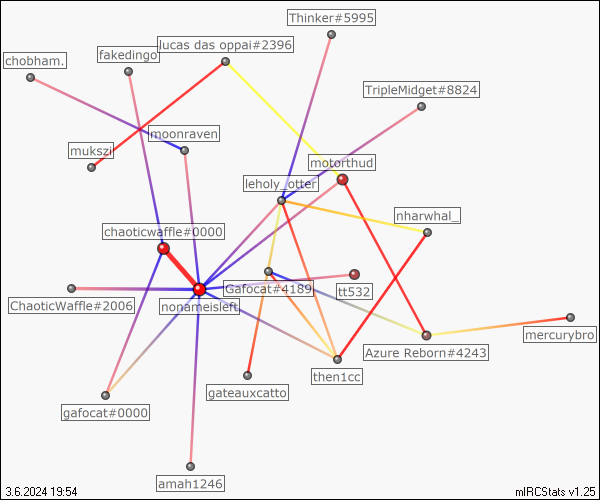 Thinker#5995
lucas das oppai#2396
fakedingo
chobham.
TripleMidget#8824
moonraven
mukszi
motorthud
leholy_otter
nharwhal_
chaoticwaffle#0000
Gafocat#4189
tt532
ChaoticWaffle#2006
nonameisleft
mercurybro
Azure Reborn#4243
then1cc
gateauxcatto
gafocat#0000
amah1246
3.6.2024 19:54
mIRCStats v1.25